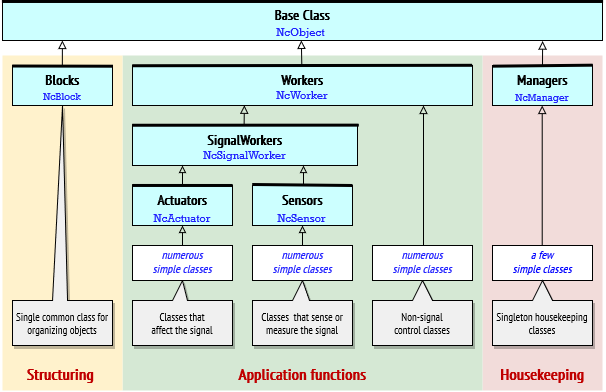 Base Class
NcObject
Blocks
NcBlock
Workers
NcWorker
Managers
NcManager
SignalWorkers
NcSignalWorker
Actuators
NcActuator
Sensors
NcSensor
numerous
simple classes
numerous
simple classes
numerous
simple classes
a few
simple classes
Single common class for
organizing objects
Classes that
affect the signal
Classes that sense or
measure the signal
Non-signal
control classes
Singleton housekeeping
classes
Structuring
Application functions
Housekeeping